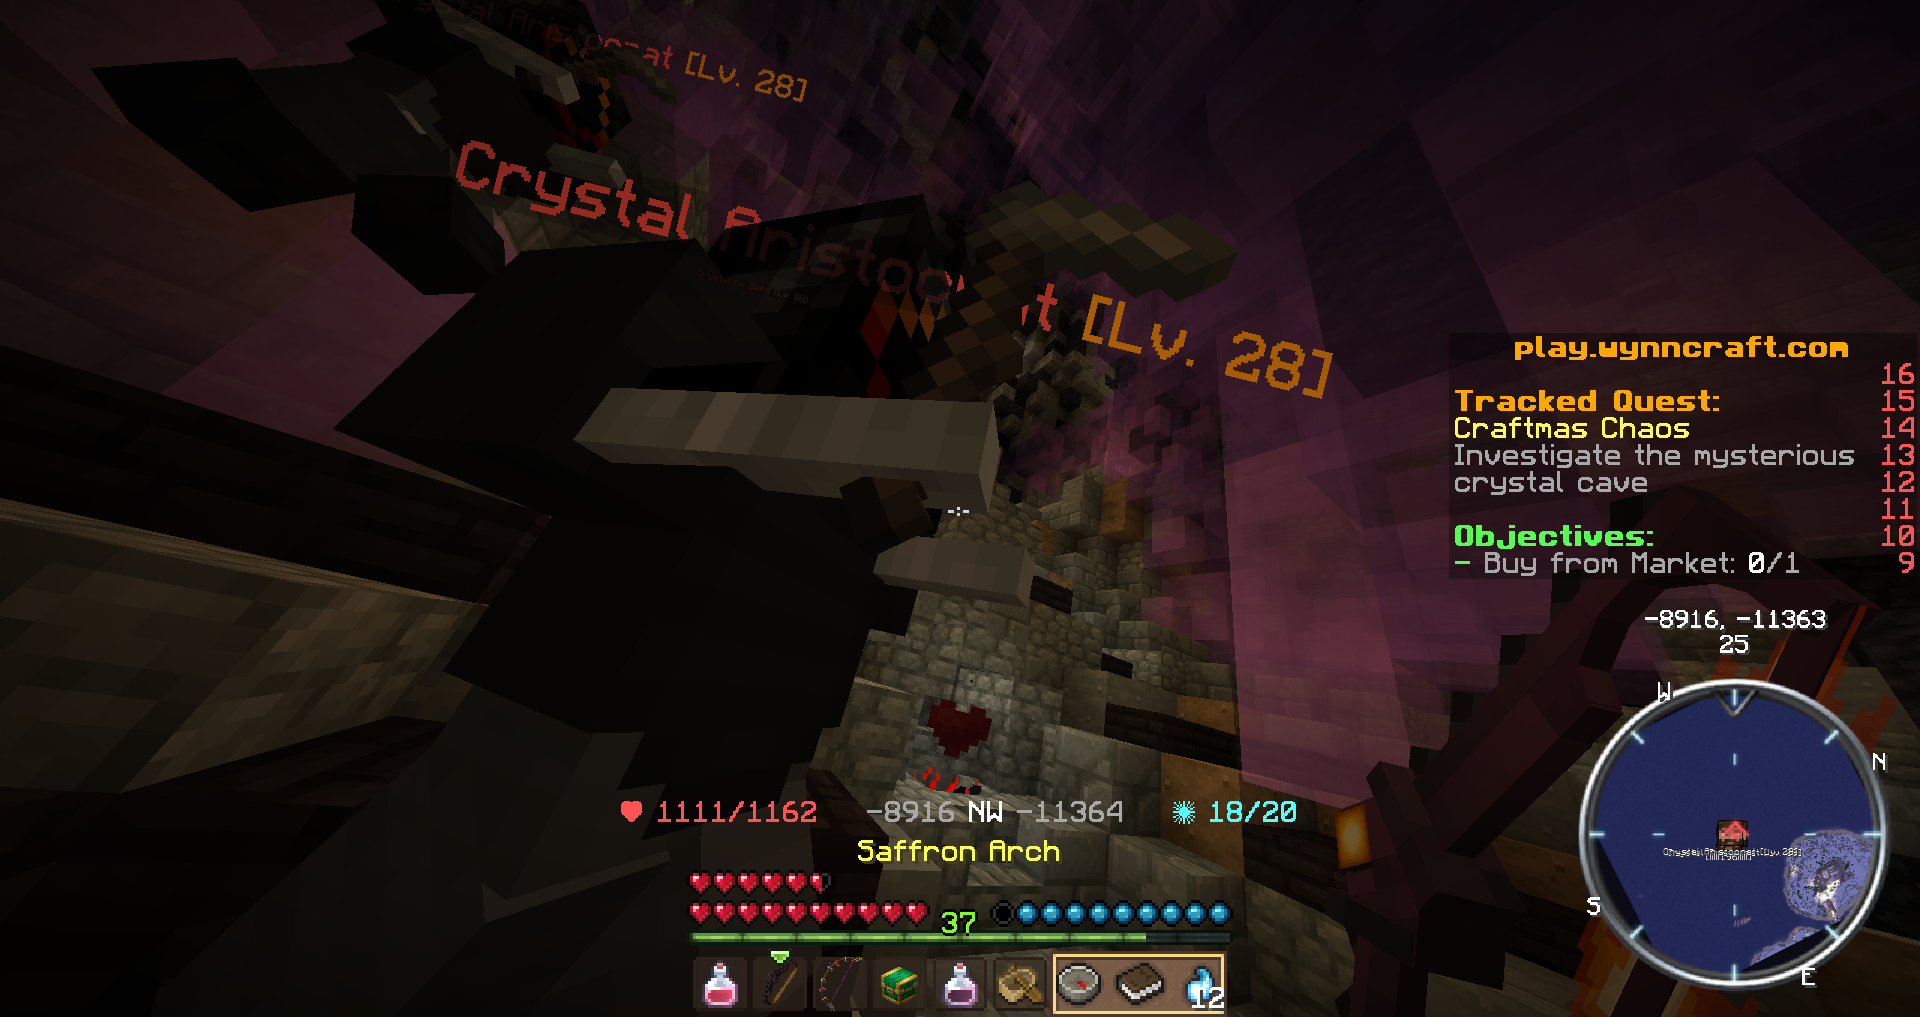 [Lv. 28]
Crystal Aristocrat [Lv. 28]
play.wynncraft.com
16
Tracked Quest: 15
Craftmas Chaos 14
Investigate the mysterious 13
crystal cave 12
11
Objectives: 10
- Buy from Market: 0/1 9
-8916, -11363
25
W
N
S
E
1111/1162 -8916 NW -11364 18/20
Saffron Arch
37
12